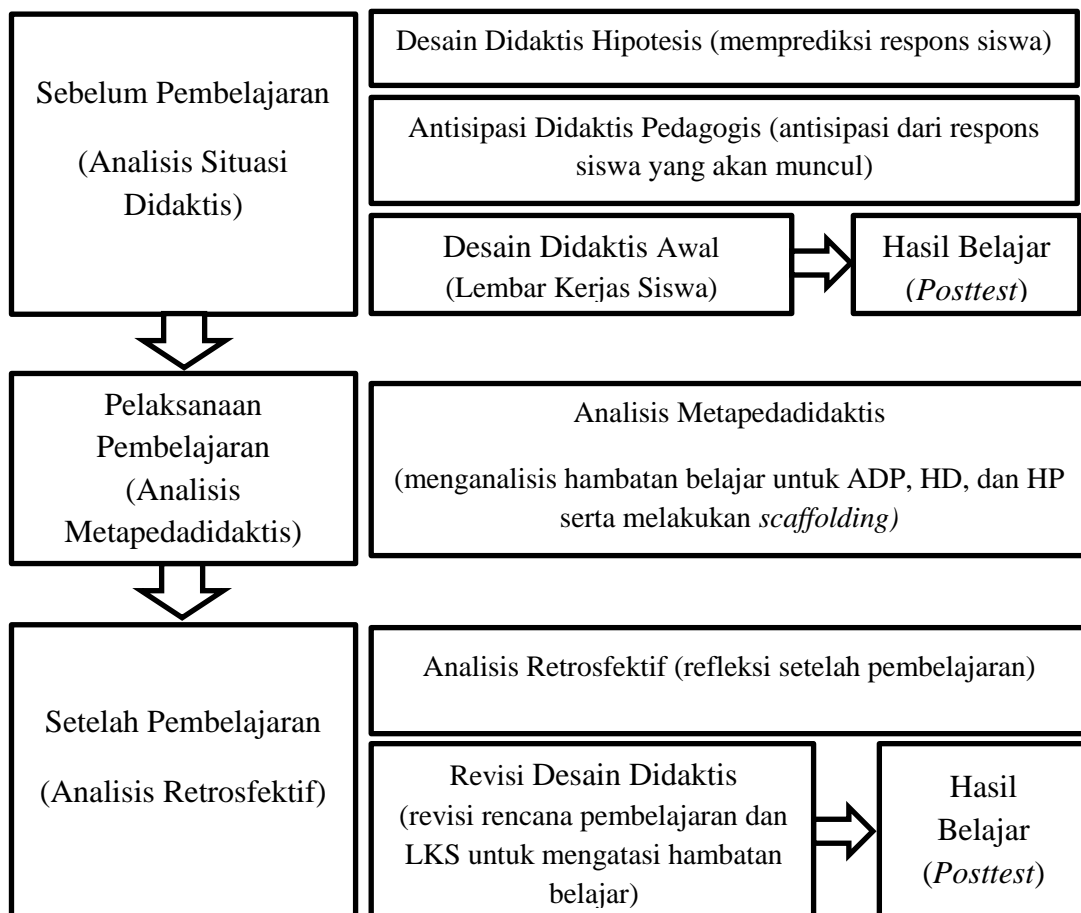 Sebelum Pembelajaran
(Analisis Situasi
Didaktis)
Desain Didaktis Hipotesis (memprediksi respons siswa)
Antisipasi Didaktis Pedagogis (antisipasi dari respons
siswa yang akan muncul)
Desain Didaktis Awal
(Lembar Kerjas Siswa)
Hasil Belajar
(Posttest)
Pelaksanaan
Pembelajaran
(Analisis
Metapedadidaktis)
Analisis Metapedadidaktis
(menganalisis hambatan belajar untuk ADP, HD, dan HP
serta melakukan scaffolding)
Setelah Pembelajaran
(Analisis Retrosfektif)
Analisis Retrosfektif (refleksi setelah pembelajaran)
Revisi Desain Didaktis
(revisi rencana pembelajaran dan
LKS untuk mengatasi hambatan
belajar)
Hasil
Belajar
(Posttest)